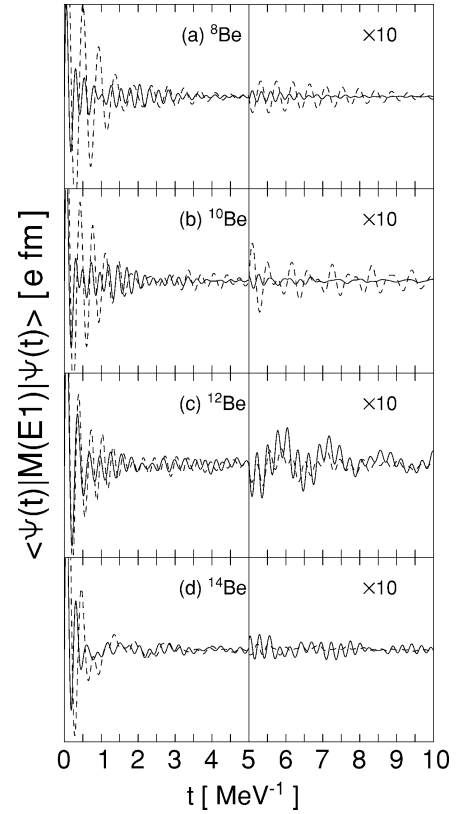 (a) ⁸Be ×10
(b) ¹⁰Be ×10
(c) ¹²Be ×10
(d) ¹⁴Be ×10
<Ψ(t)|M(E1)|Ψ(t)> [ e fm]
0 1 2 3 4 5 6 7 8 9 10
t [ MeV⁻¹ ]